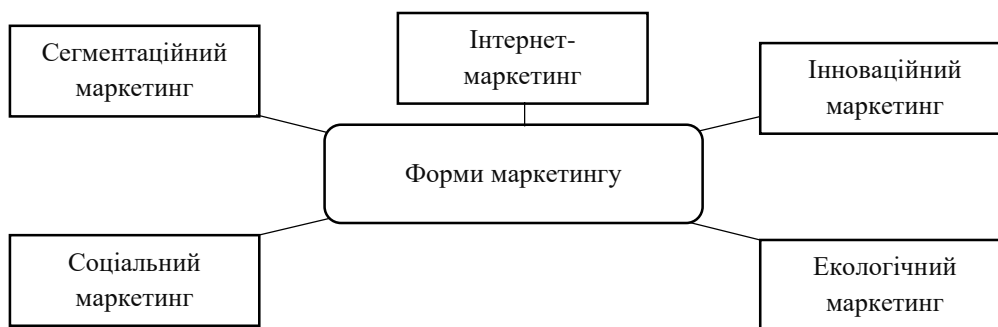 Сегментаційний
маркетинг
Інтернет-
маркетинг
Інноваційний
маркетинг
Форми маркетингу
Соціальний
маркетинг
Екологічний
маркетинг